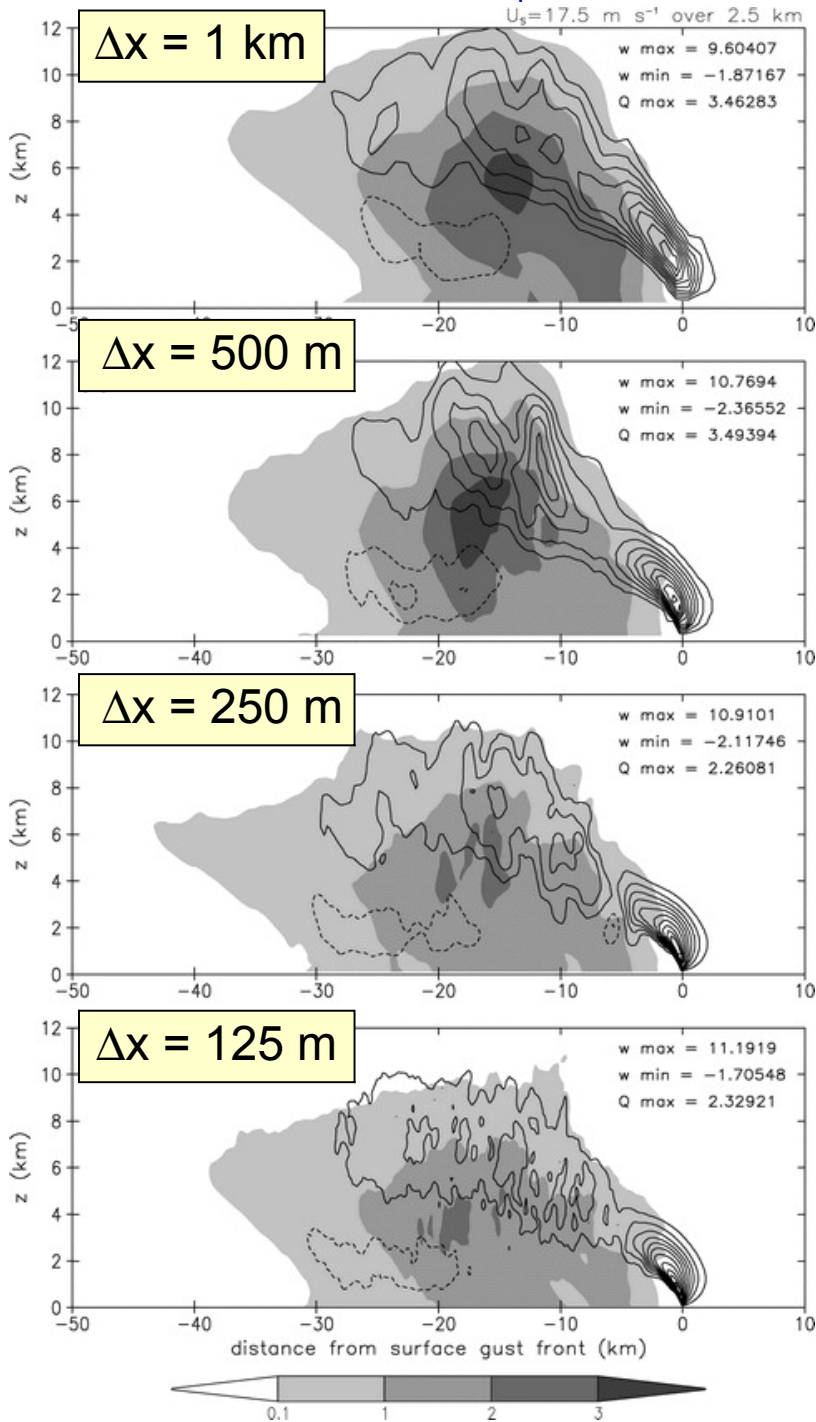 U_s=17.5 m s⁻¹ over 2.5 km
Δx = 1 km
w max = 9.60407
w min = −1.87167
Q max = 3.46283
z (km)
12
10
8
6
4
2
0
−50
−30
−20
−10
0
10
Δx = 500 m
w max = 10.7694
w min = −2.36552
Q max = 3.49394
z (km)
12
10
8
6
4
2
0
−50 −40 −30 −20 −10 0 10
Δx = 250 m
w max = 10.9101
w min = −2.11746
Q max = 2.26081
z (km)
12
10
8
6
4
2
0
−50 −40 −30 −20 −10 0 10
Δx = 125 m
w max = 11.1919
w min = −1.70548
Q max = 2.32921
z (km)
12
10
8
6
4
2
0
−50 −40 −30 −20 −10 0 10
distance from surface gust front (km)
0.1 1 2 3